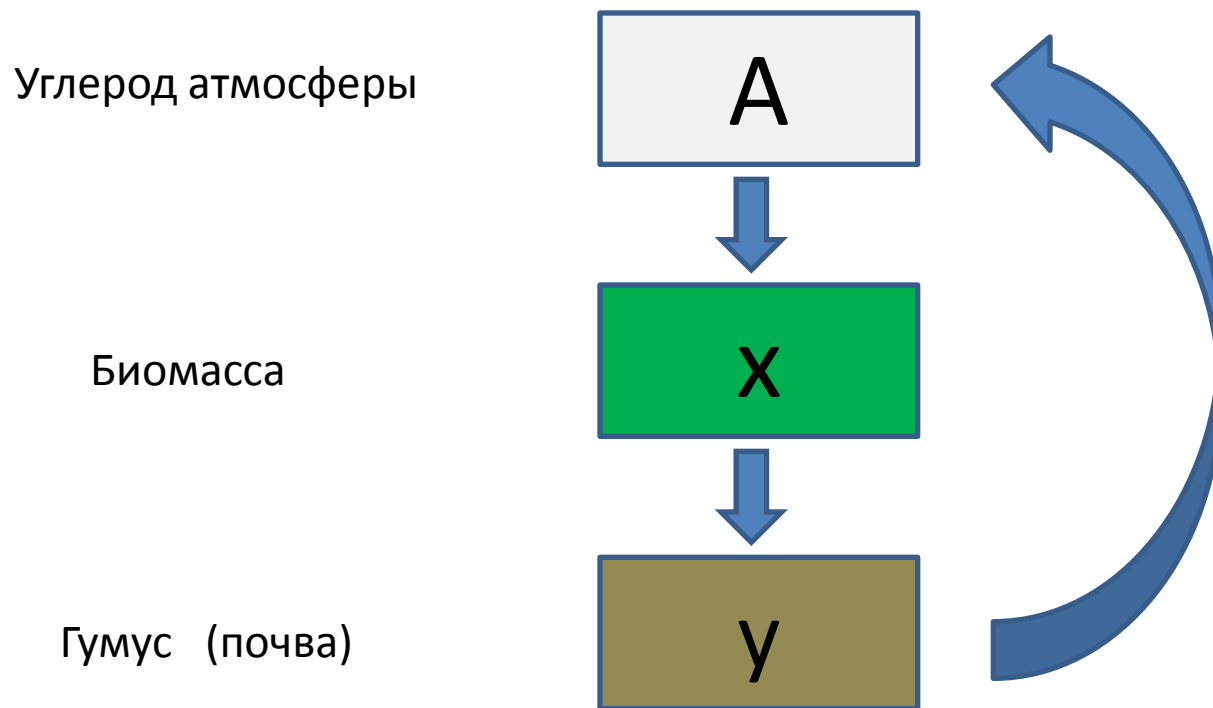 Углерод атмосферы
А
Биомасса
х
Гумус (почва)
у